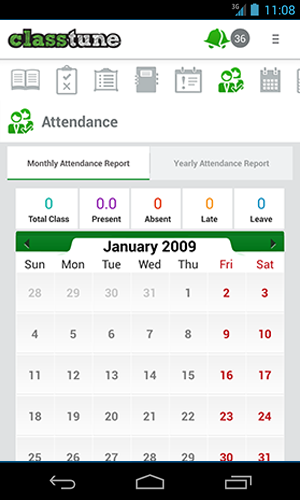 3G 11:08
classtune 36
Attendance
Monthly Attendance Report Yearly Attendance Report
0 0.0 0 0 0
Total Class Present Absent Late Leave
January 2009
Sun Mon Tue Wed Thu Fri Sat
28 29 30 31 1 2 3
4 5 6 7 8 9 10
11 12 13 14 15 16 17
18 19 20 21 22 23 24
25 26 27 28 29 30 31